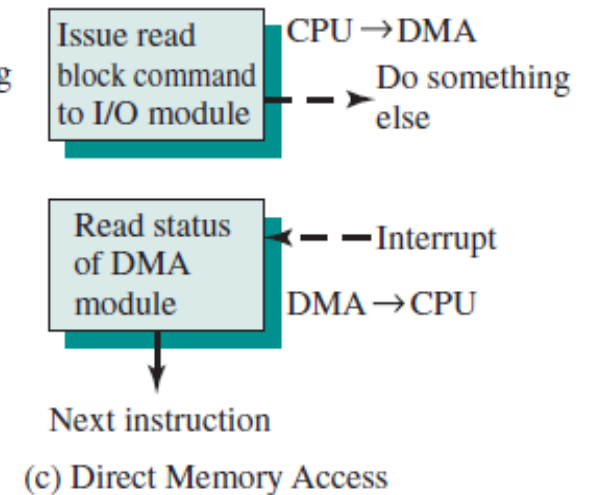 Issue read
block command
to I/O module
CPU → DMA
Do something
else
g
Read status
of DMA
module
Interrupt
DMA → CPU
Next instruction
(c) Direct Memory Access